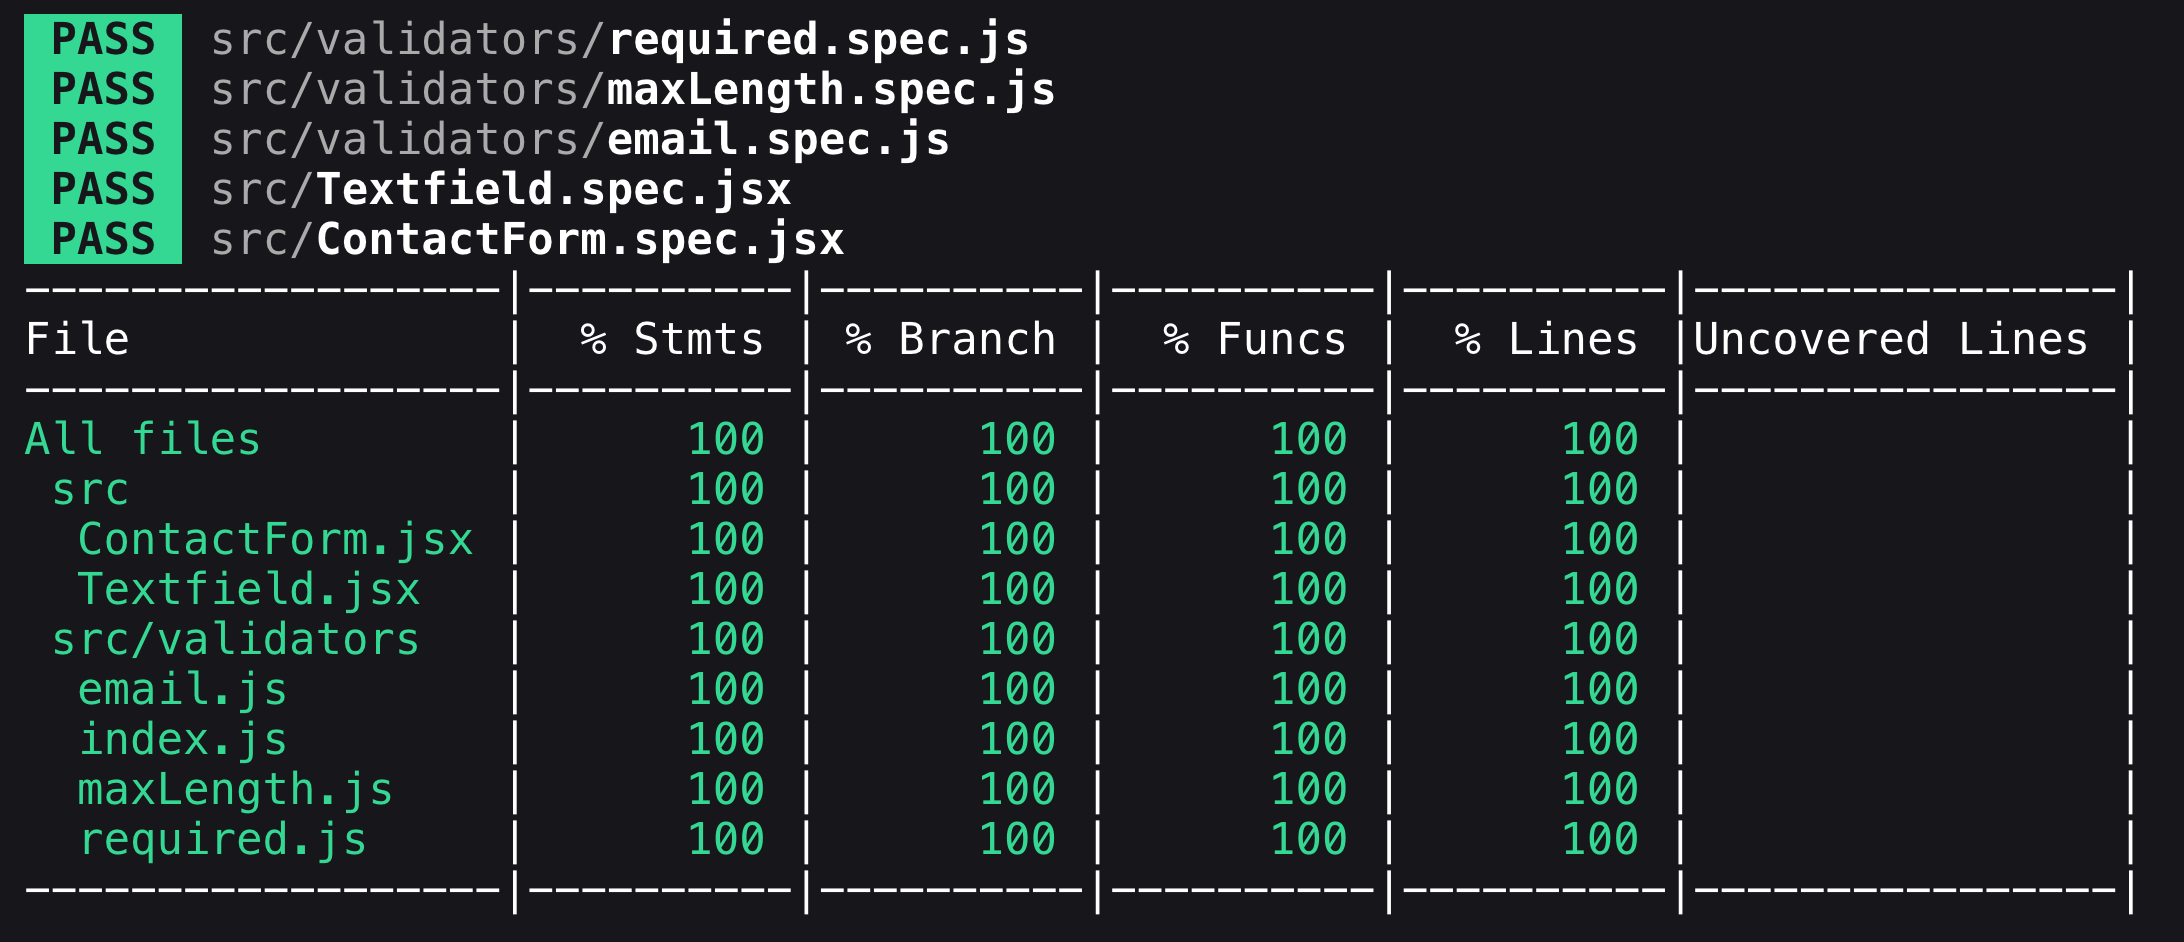 PASS src/validators/required.spec.js
PASS src/validators/maxLength.spec.js
PASS src/validators/email.spec.js
PASS src/Textfield.spec.jsx
PASS src/ContactForm.spec.jsx
------------------|----------|----------|----------|----------|----------------|
File              |  % Stmts | % Branch |  % Funcs |  % Lines |Uncovered Lines |
------------------|----------|----------|----------|----------|----------------|
All files         |      100 |      100 |      100 |      100 |                |
 src              |      100 |      100 |      100 |      100 |                |
  ContactForm.jsx |      100 |      100 |      100 |      100 |                |
  Textfield.jsx   |      100 |      100 |      100 |      100 |                |
 src/validators   |      100 |      100 |      100 |      100 |                |
  email.js        |      100 |      100 |      100 |      100 |                |
  index.js        |      100 |      100 |      100 |      100 |                |
  maxLength.js    |      100 |      100 |      100 |      100 |                |
  required.js     |      100 |      100 |      100 |      100 |                |
------------------|----------|----------|----------|----------|----------------|